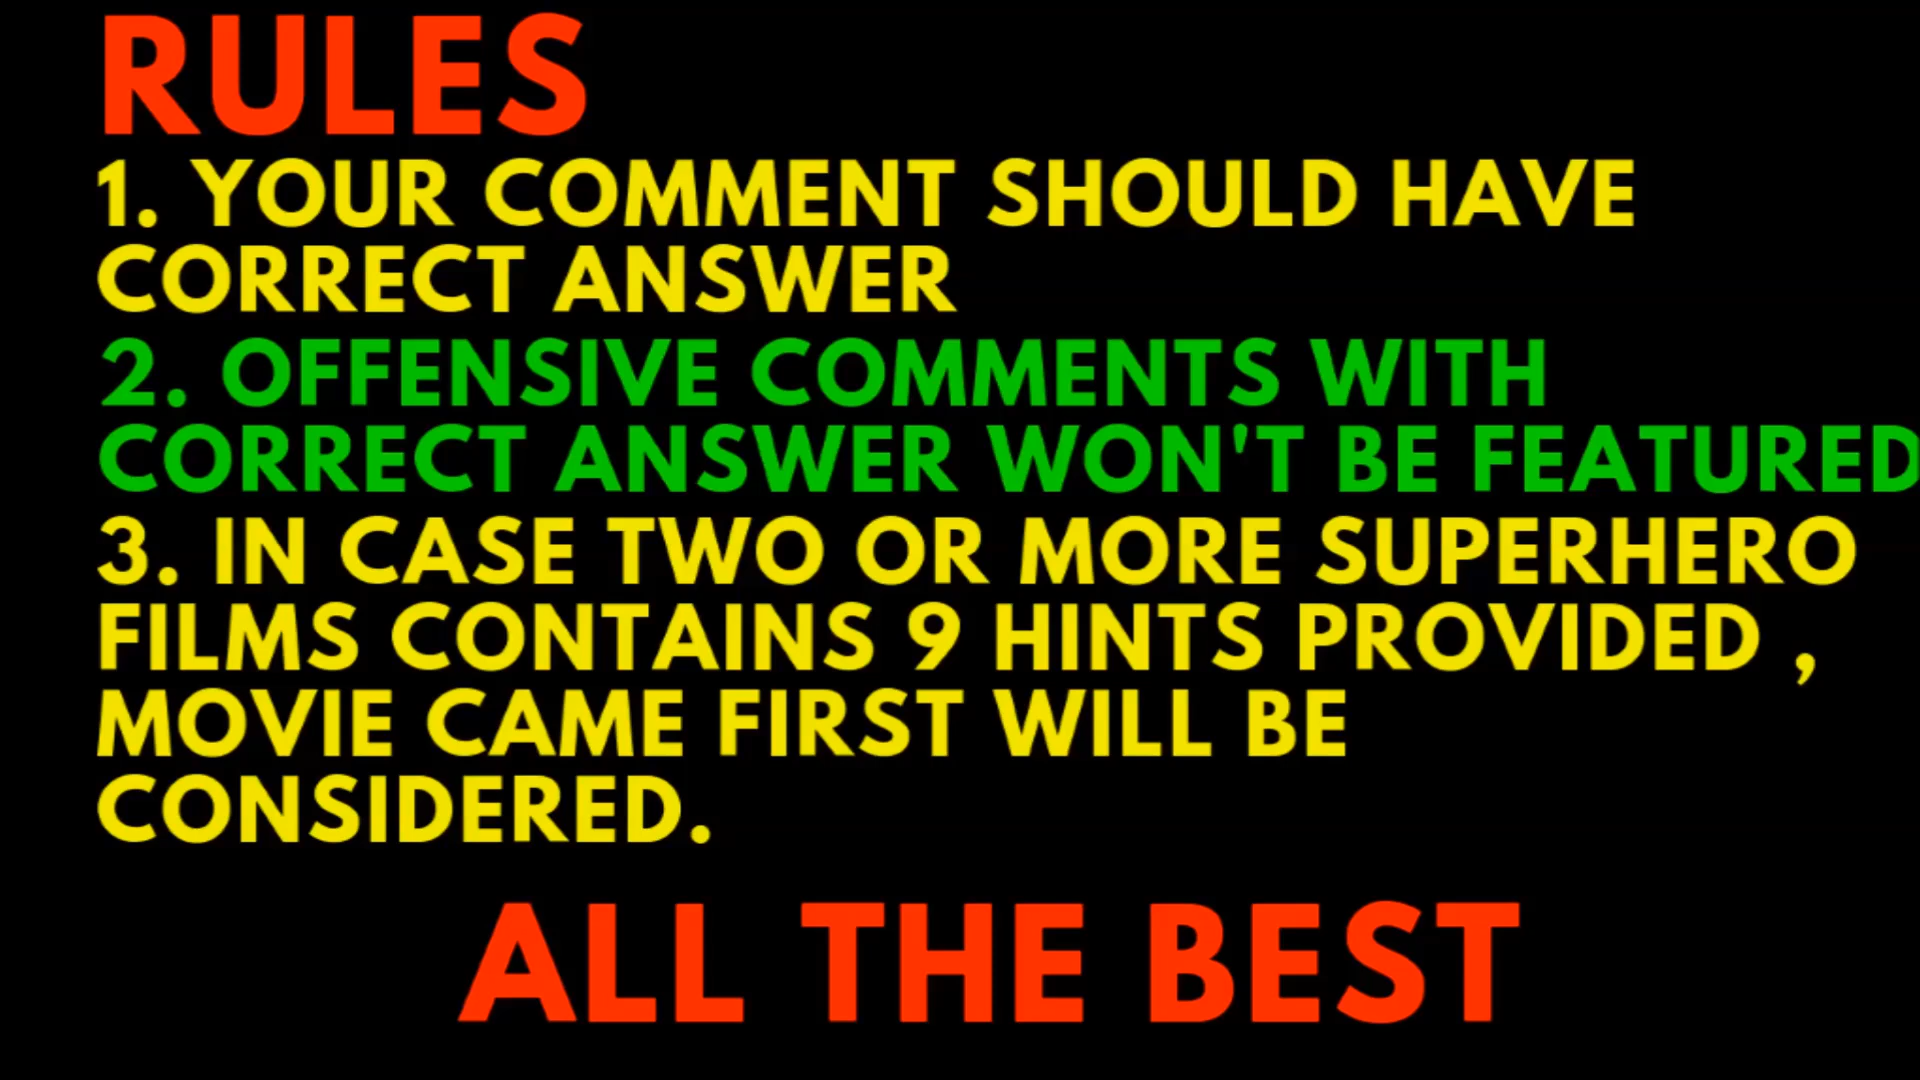 RULES
1. YOUR COMMENT SHOULD HAVE
CORRECT ANSWER
2. OFFENSIVE COMMENTS WITH
CORRECT ANSWER WON'T BE FEATURED
3. IN CASE TWO OR MORE SUPERHERO
FILMS CONTAINS 9 HINTS PROVIDED ,
MOVIE CAME FIRST WILL BE
CONSIDERED.
ALL THE BEST